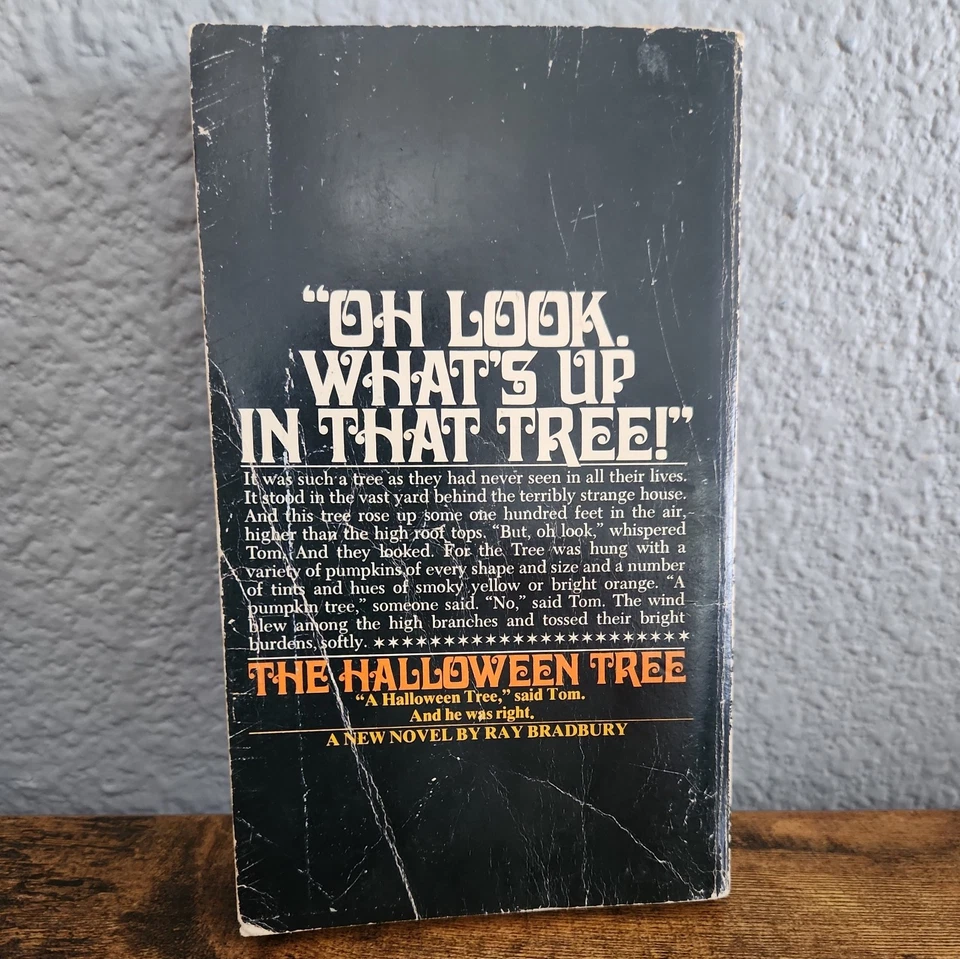 “OH LOOK.
WHAT’S UP
IN THAT TREE!”
It was such a tree as they had never seen in all their lives.
It stood in the vast yard behind the terribly strange house.
And this tree rose up some one hundred feet in the air,
higher than the high roof tops. “But, oh look,” whispered
Tom. And they looked. For the Tree was hung with a
variety of pumpkins of every shape and size and a number
of tints and hues of smoky yellow or bright orange. “A
pumpkin tree,” someone said. “No,” said Tom. The wind
blew among the high branches and tossed their bright
burdens, softly. ★★★★★★★★★★★★★★★★★★★★★★★
THE HALLOWEEN TREE
“A Halloween Tree,” said Tom.
And he was right.
A NEW NOVEL BY RAY BRADBURY